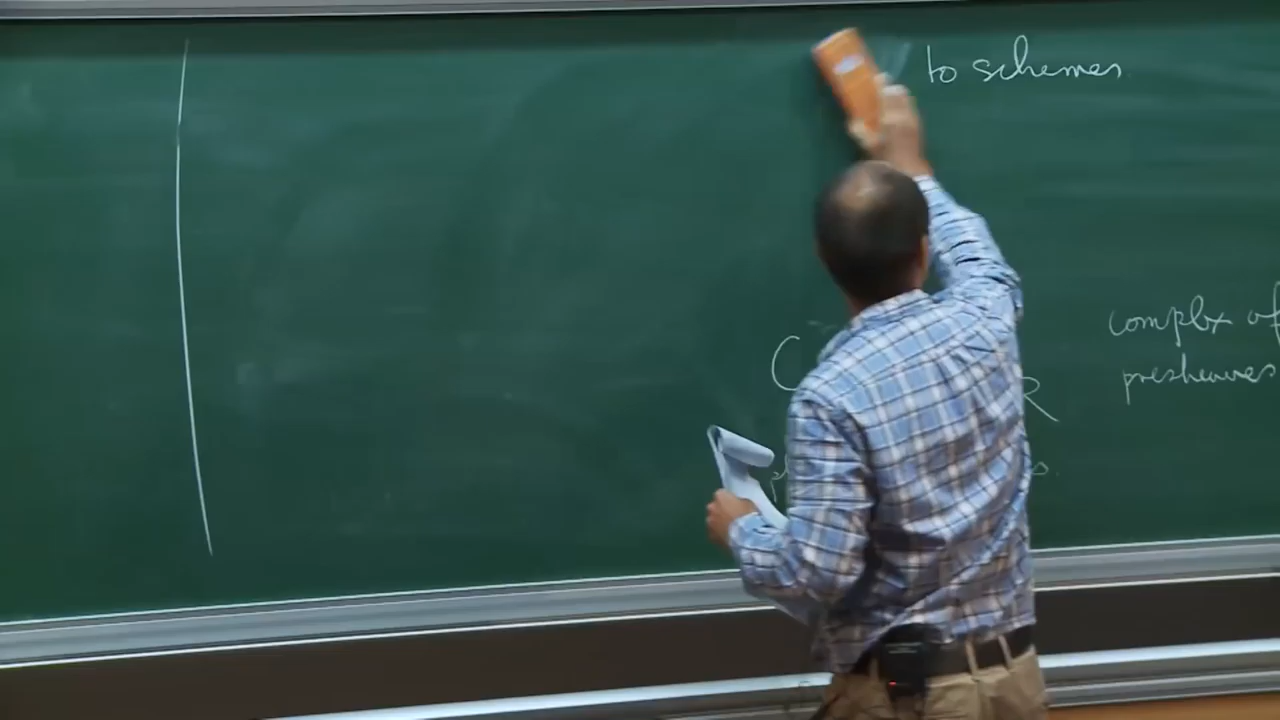 to schemes
C R
complex of
presheaves